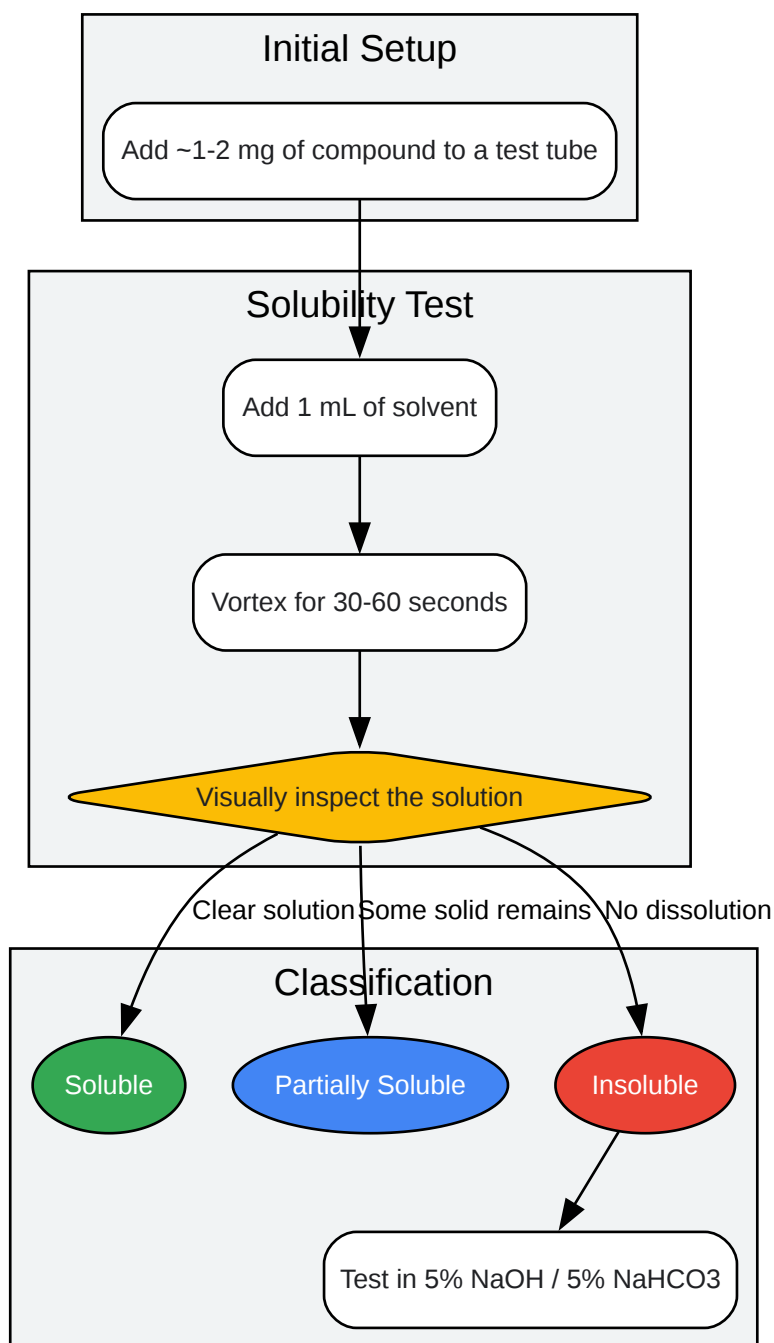 Initial Setup
Add ~1-2 mg of compound to a test tube
Solubility Test
Add 1 mL of solvent
Vortex for 30-60 seconds
Visually inspect the solution
Clear solution
Some solid remains
No dissolution
Classification
Soluble
Partially Soluble
Insoluble
Test in 5% NaOH / 5% NaHCO3